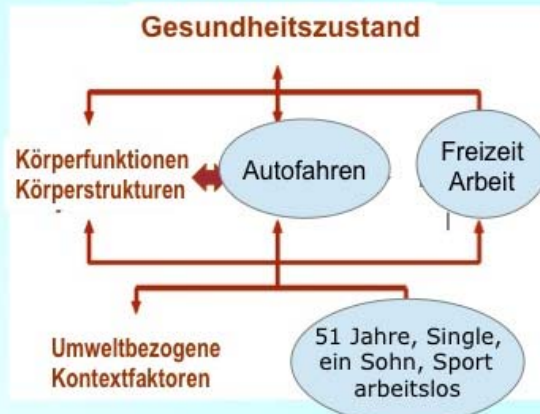 Gesundheitszustand
Körperfunktionen
Körperstrukturen
Autofahren
Freizeit
Arbeit
Umweltbezogene
Kontextfaktoren
51 Jahre, Single,
ein Sohn, Sport
arbeitslos